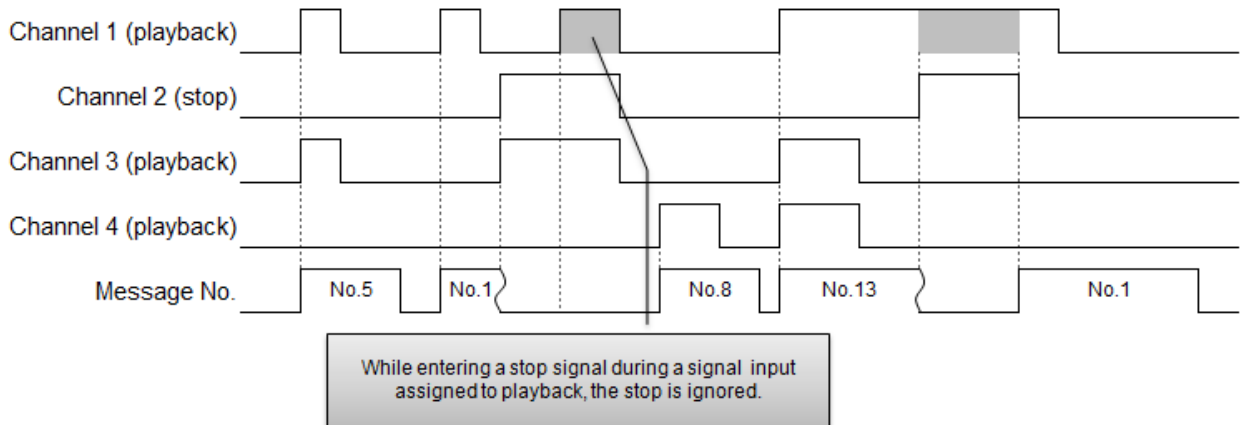 Channel 1 (playback)
Channel 2 (stop)
Channel 3 (playback)
Channel 4 (playback)
Message No.
No.5
No.1
No.8
No.13
No.1
While entering a stop signal during a signal input
assigned to playback, the stop is ignored.